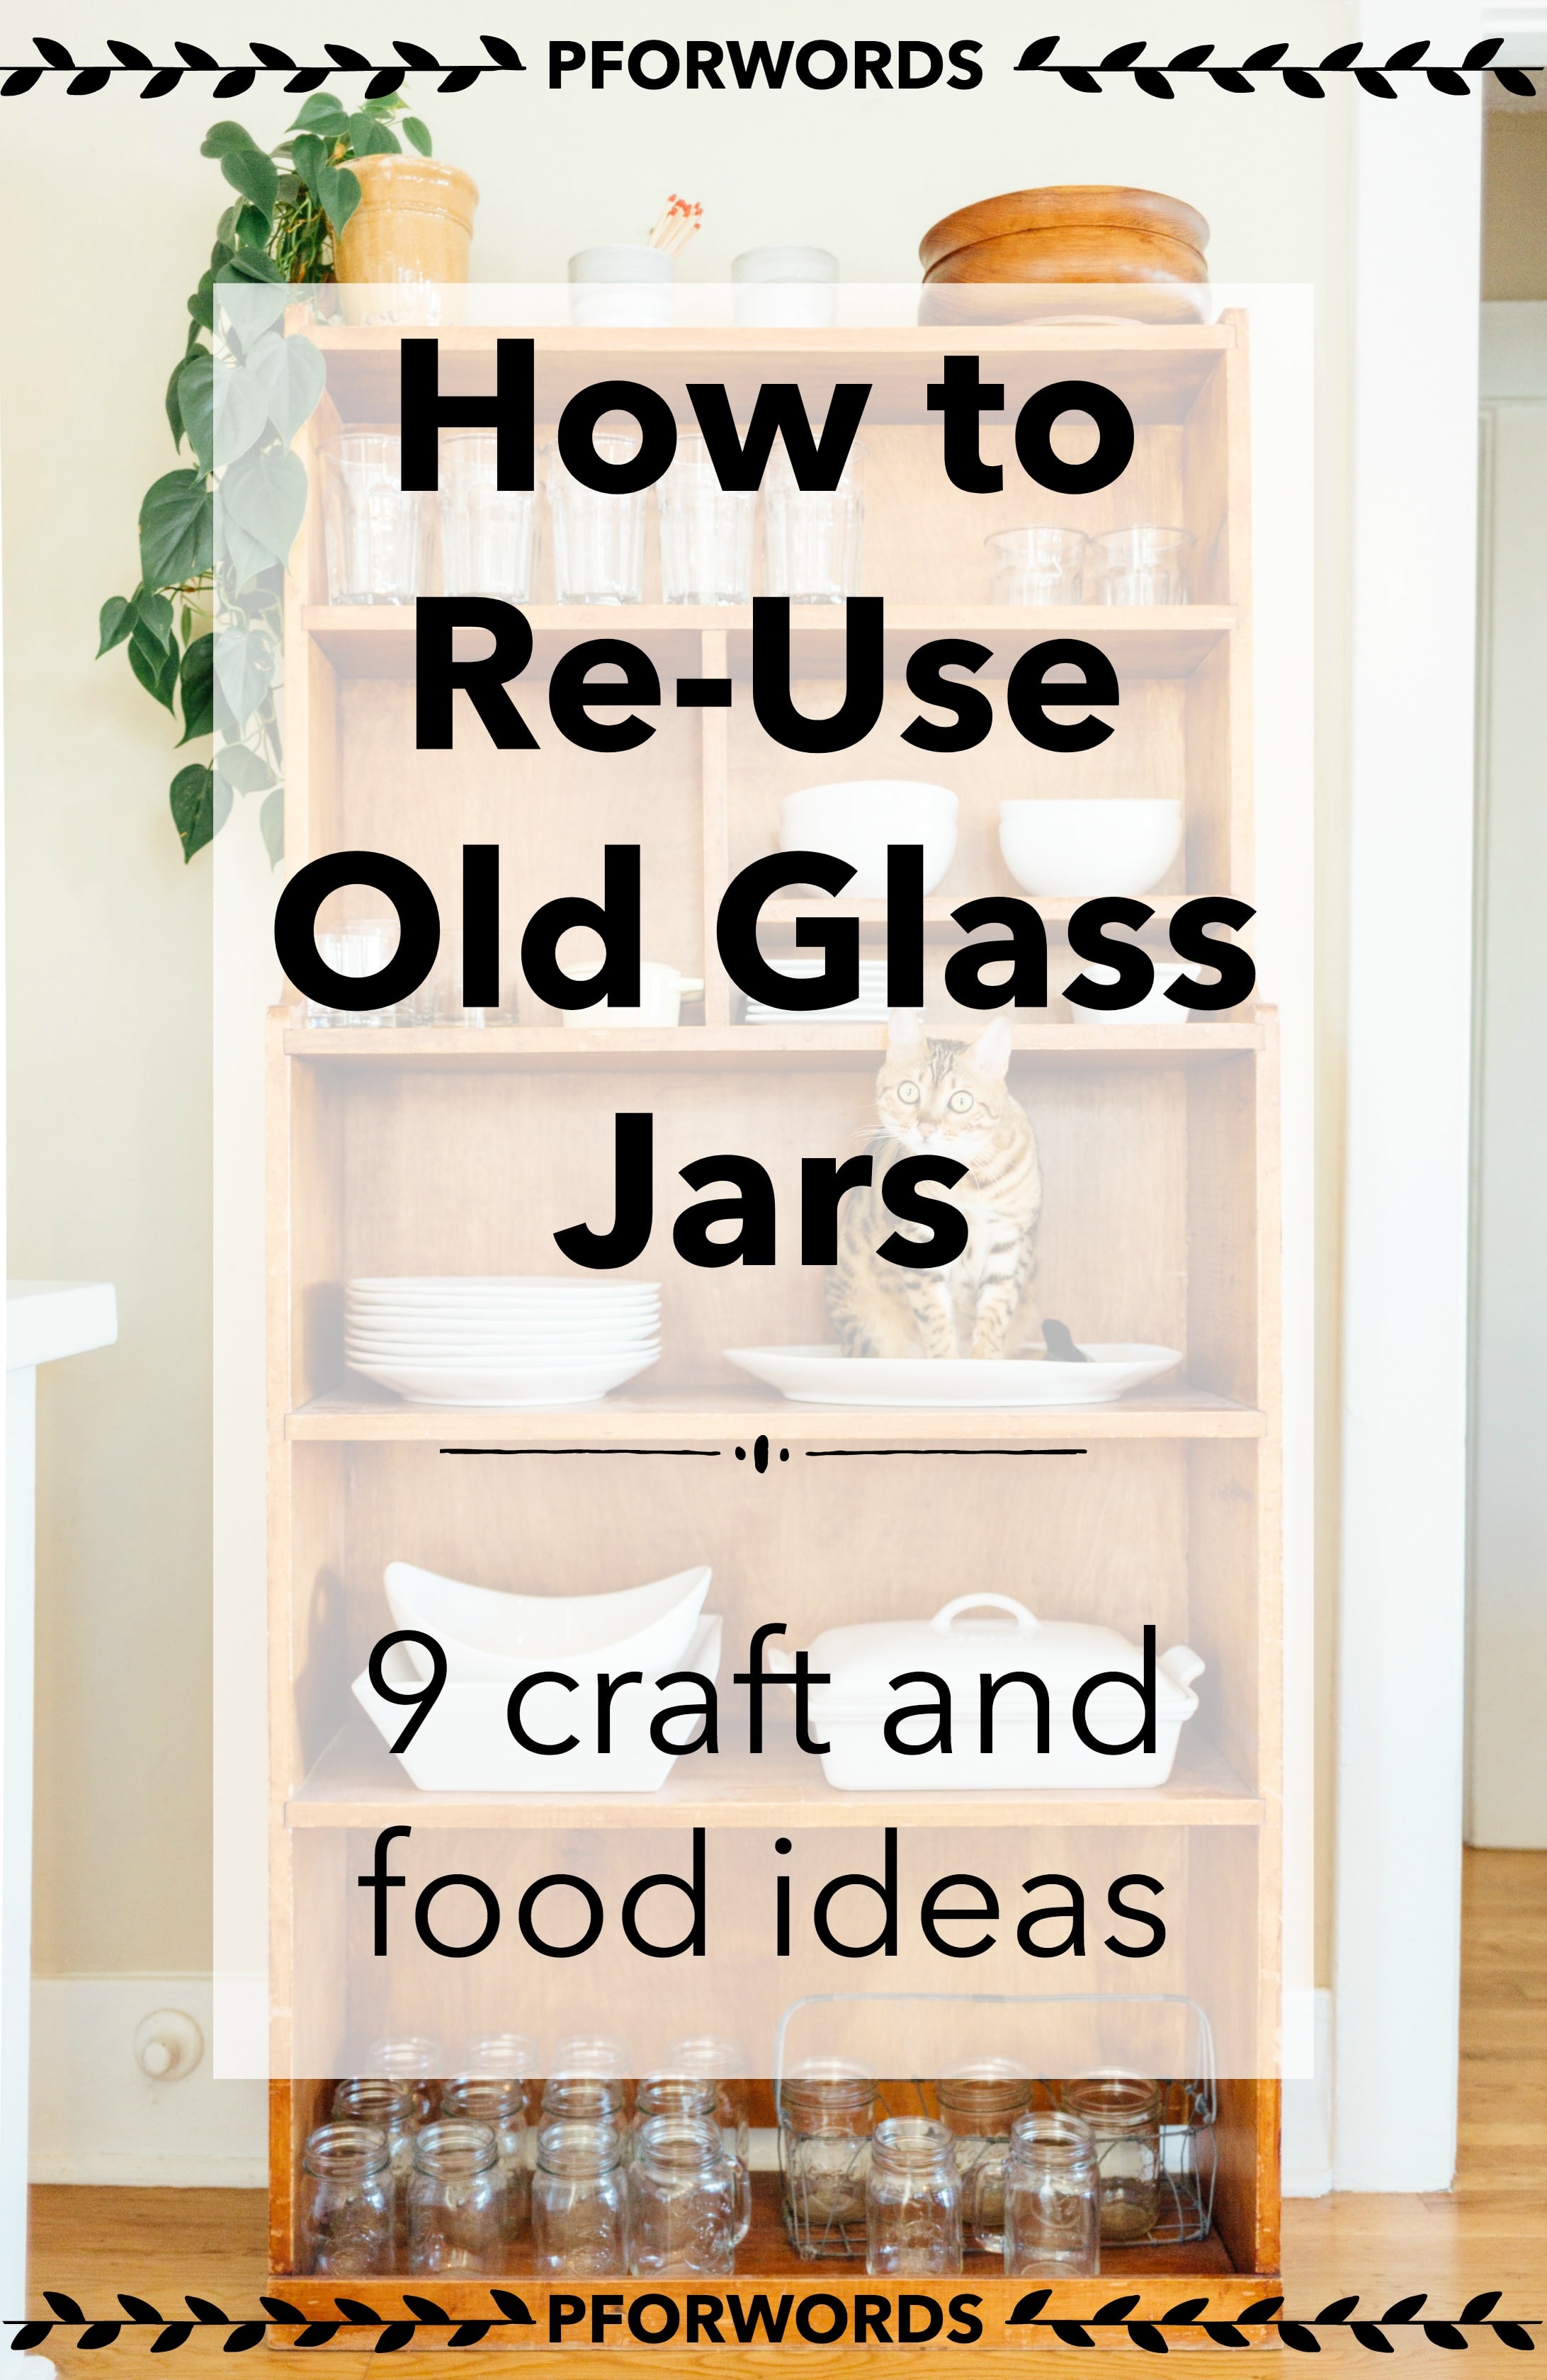 PFORWORDS
How to
Re-Use
Old Glass
Jars
9 craft and
food ideas
PFORWORDS